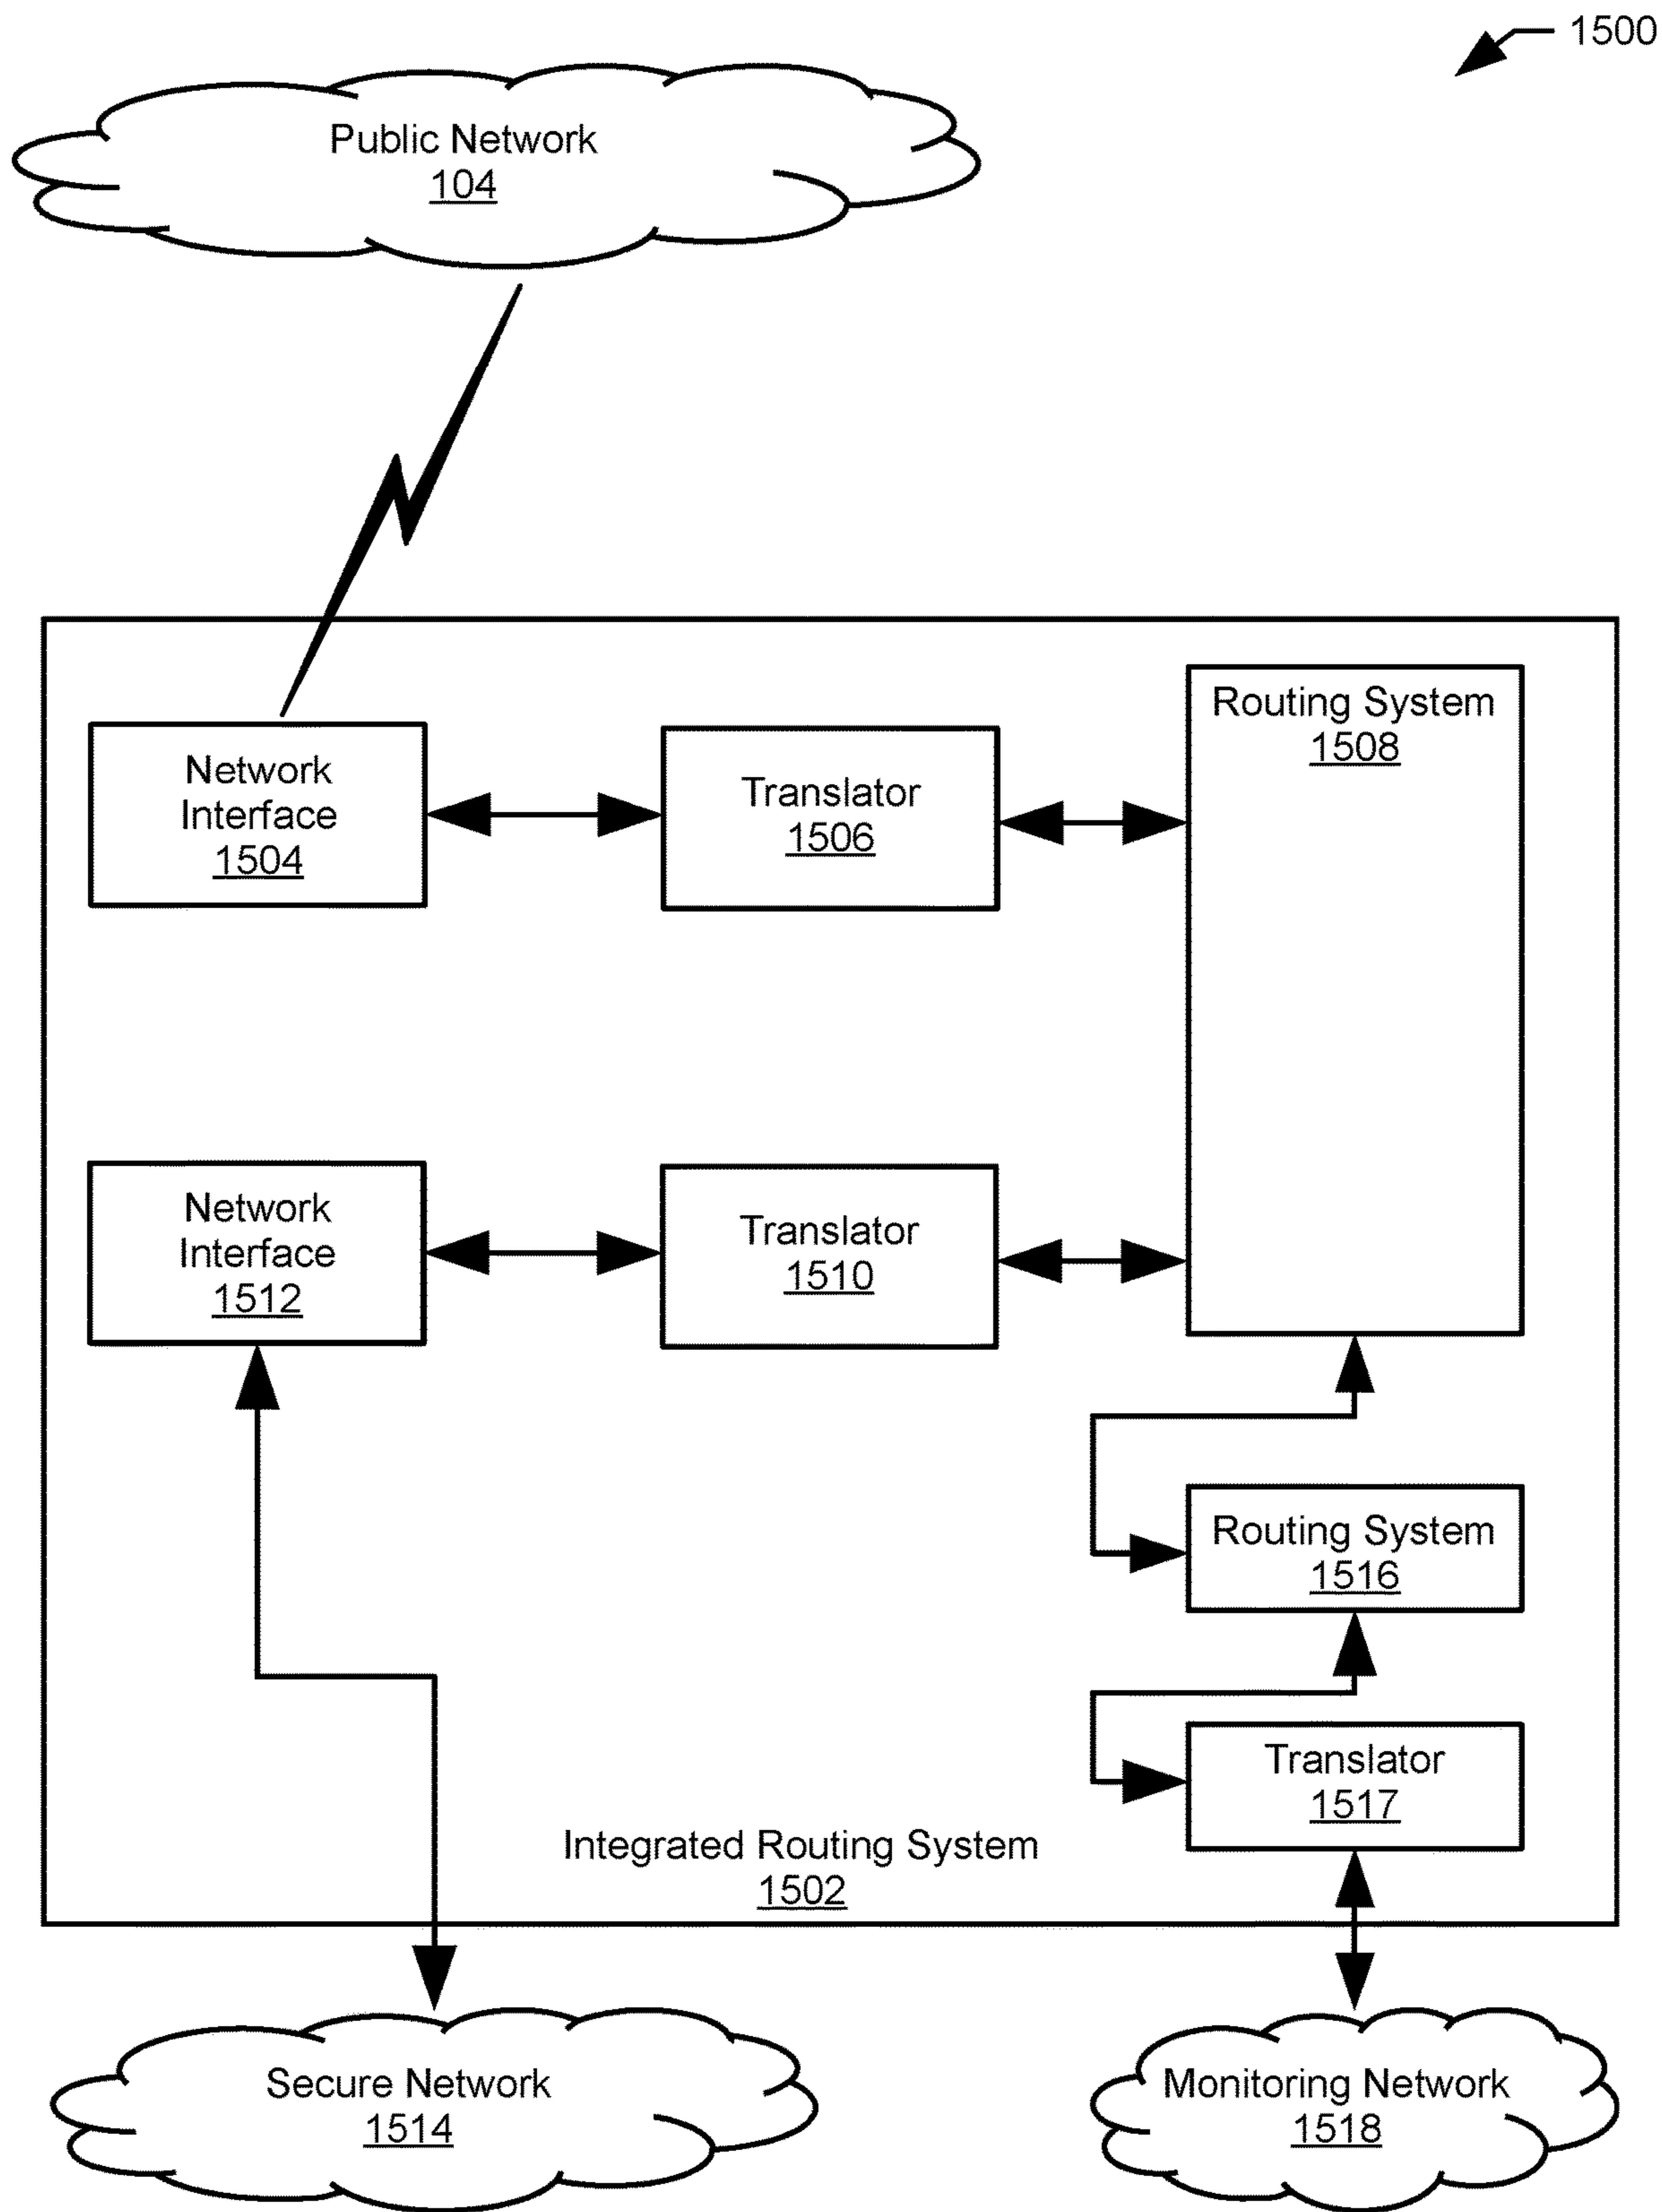 1500
Public Network
104
Network
Interface
1504
Translator
1506
Routing System
1508
Network
Interface
1512
Translator
1510
Routing System
1516
Translator
1517
Integrated Routing System
1502
Secure Network
1514
Monitoring Network
1518